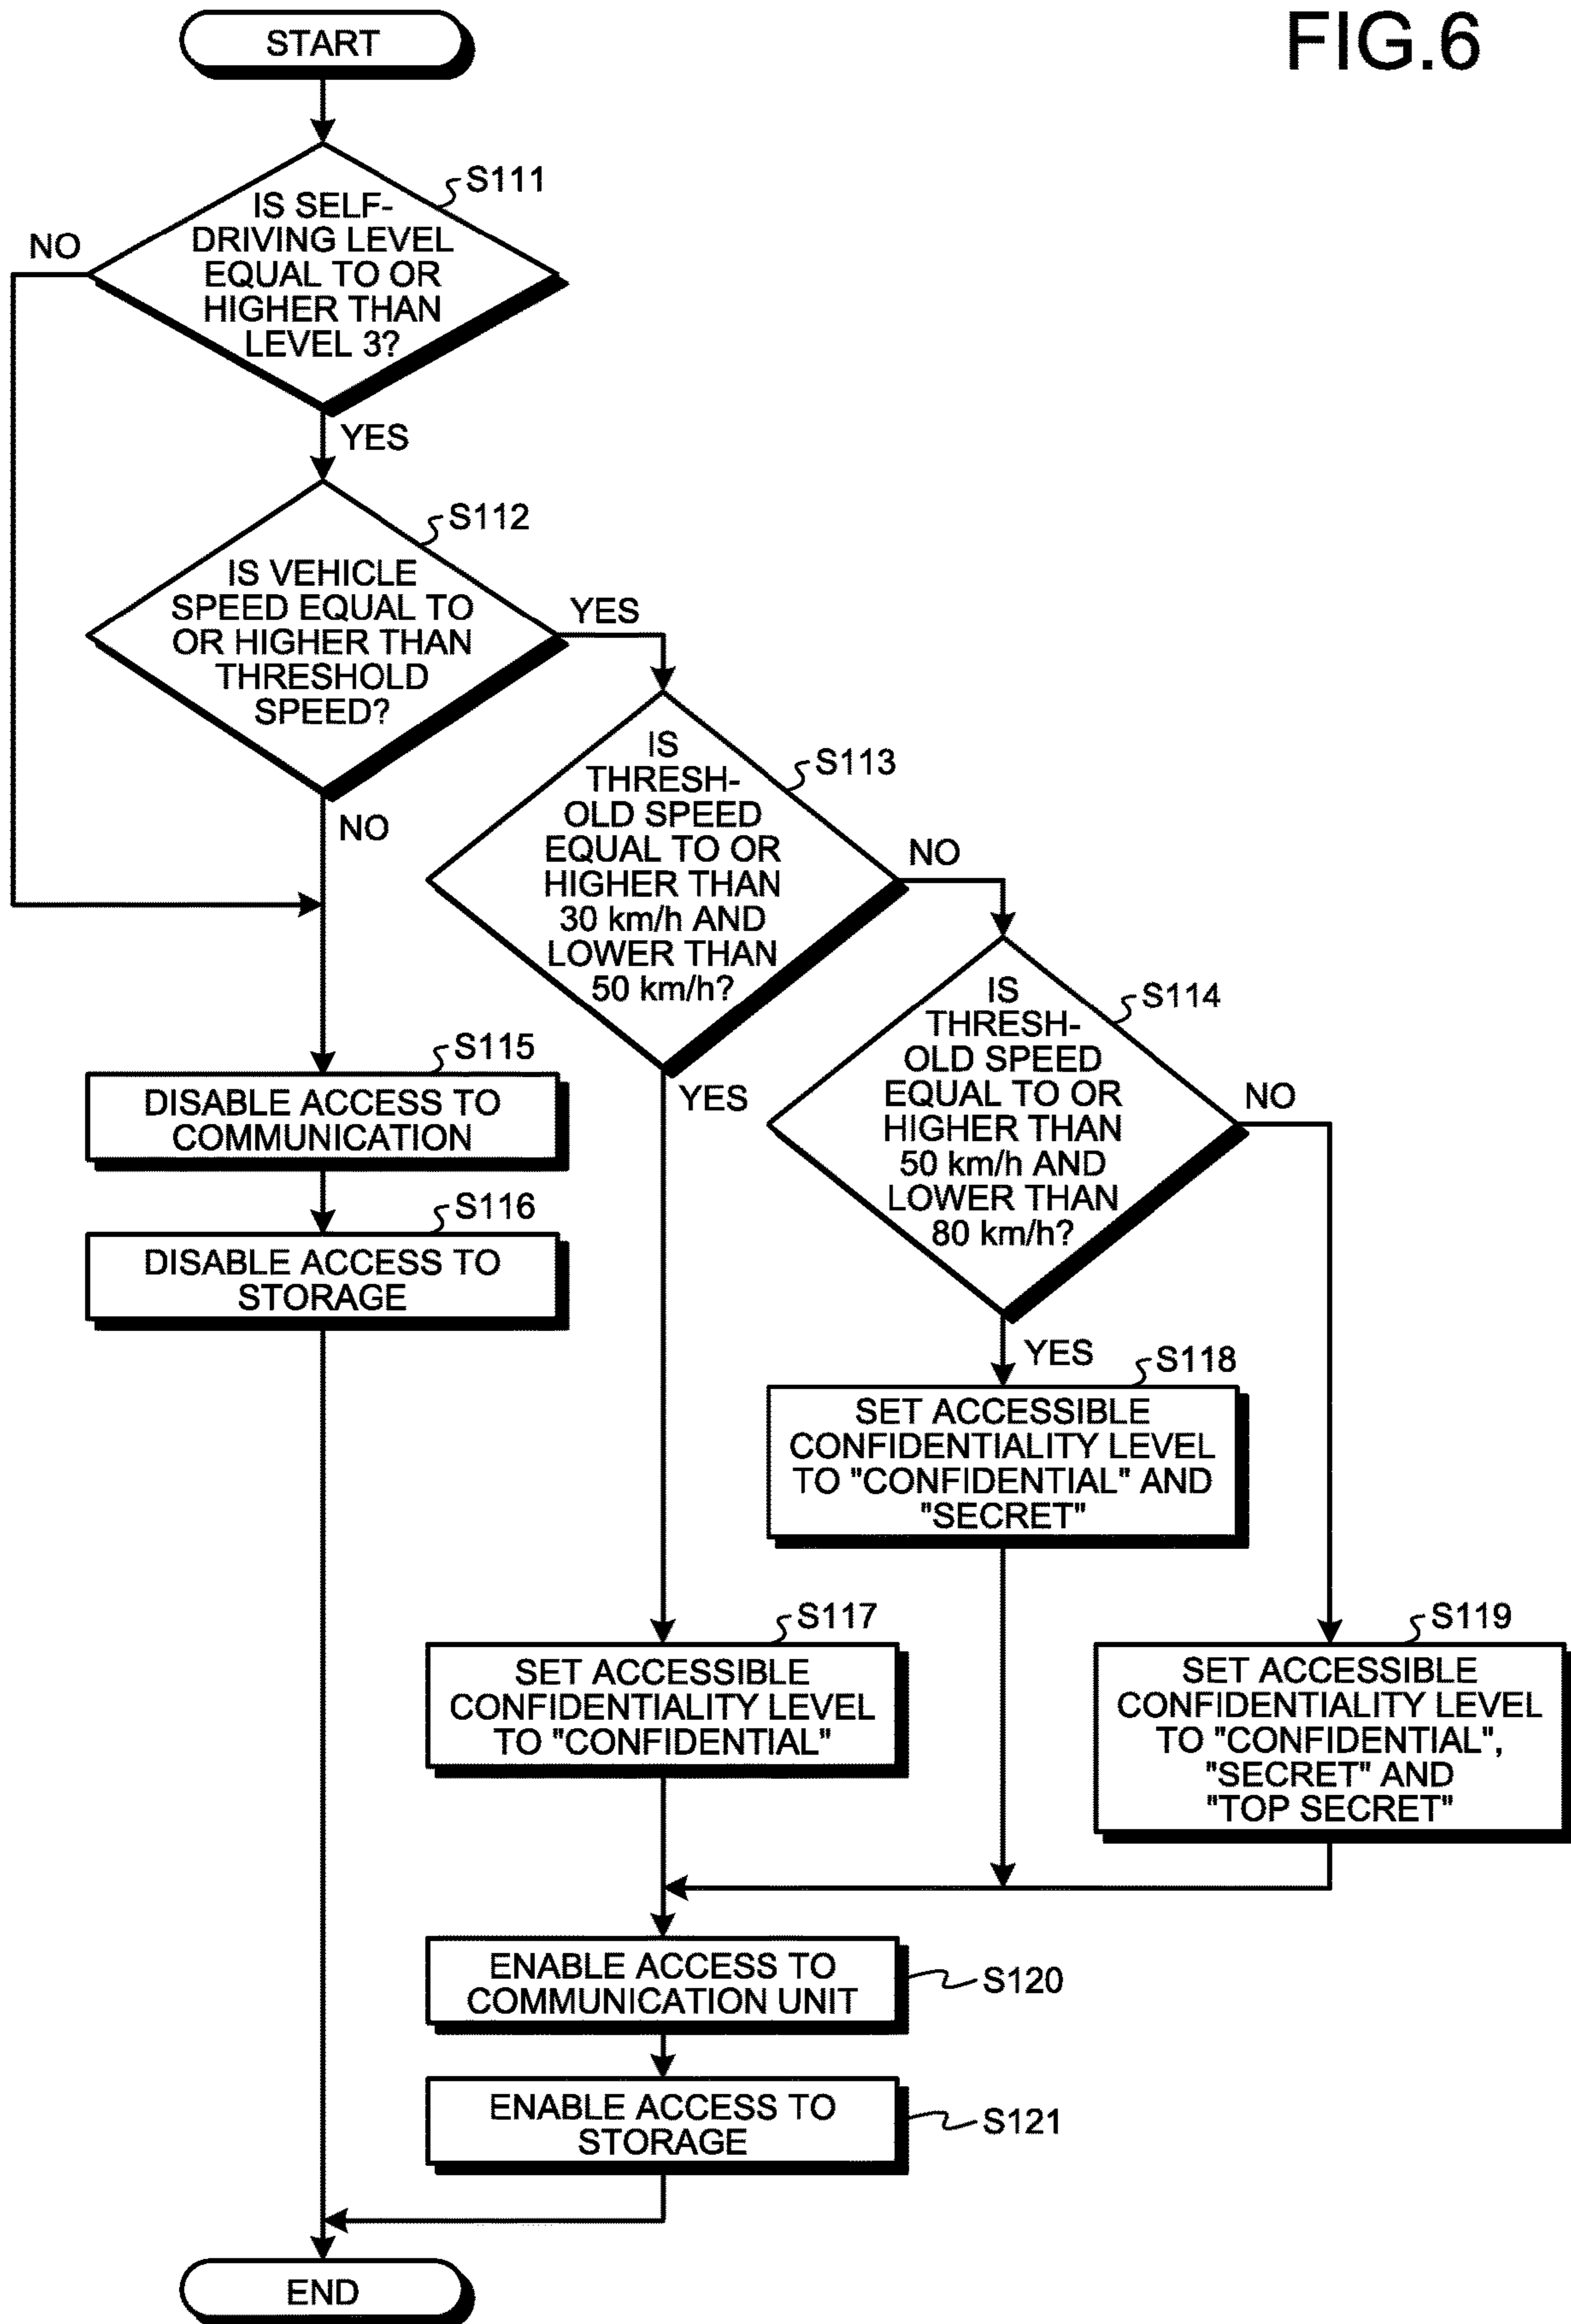 FIG.6
START
S111
IS SELF-
DRIVING LEVEL
EQUAL TO OR
HIGHER THAN
LEVEL 3?
NO
YES
S112
IS VEHICLE
SPEED EQUAL TO
OR HIGHER THAN
THRESHOLD
SPEED?
YES
NO
S113
IS
THRESH-
OLD SPEED
EQUAL TO OR
HIGHER THAN
30 km/h AND
LOWER THAN
50 km/h?
NO
YES
S114
IS
THRESH-
OLD SPEED
EQUAL TO OR
HIGHER THAN
50 km/h AND
LOWER THAN
80 km/h?
NO
YES
S115
DISABLE ACCESS TO
COMMUNICATION
S116
DISABLE ACCESS TO
STORAGE
S118
SET ACCESSIBLE
CONFIDENTIALITY LEVEL
TO "CONFIDENTIAL" AND
"SECRET"
S117
SET ACCESSIBLE
CONFIDENTIALITY LEVEL
TO "CONFIDENTIAL"
S119
SET ACCESSIBLE
CONFIDENTIALITY LEVEL
TO "CONFIDENTIAL",
"SECRET" AND
"TOP SECRET"
ENABLE ACCESS TO
COMMUNICATION UNIT
S120
ENABLE ACCESS TO
STORAGE
S121
END